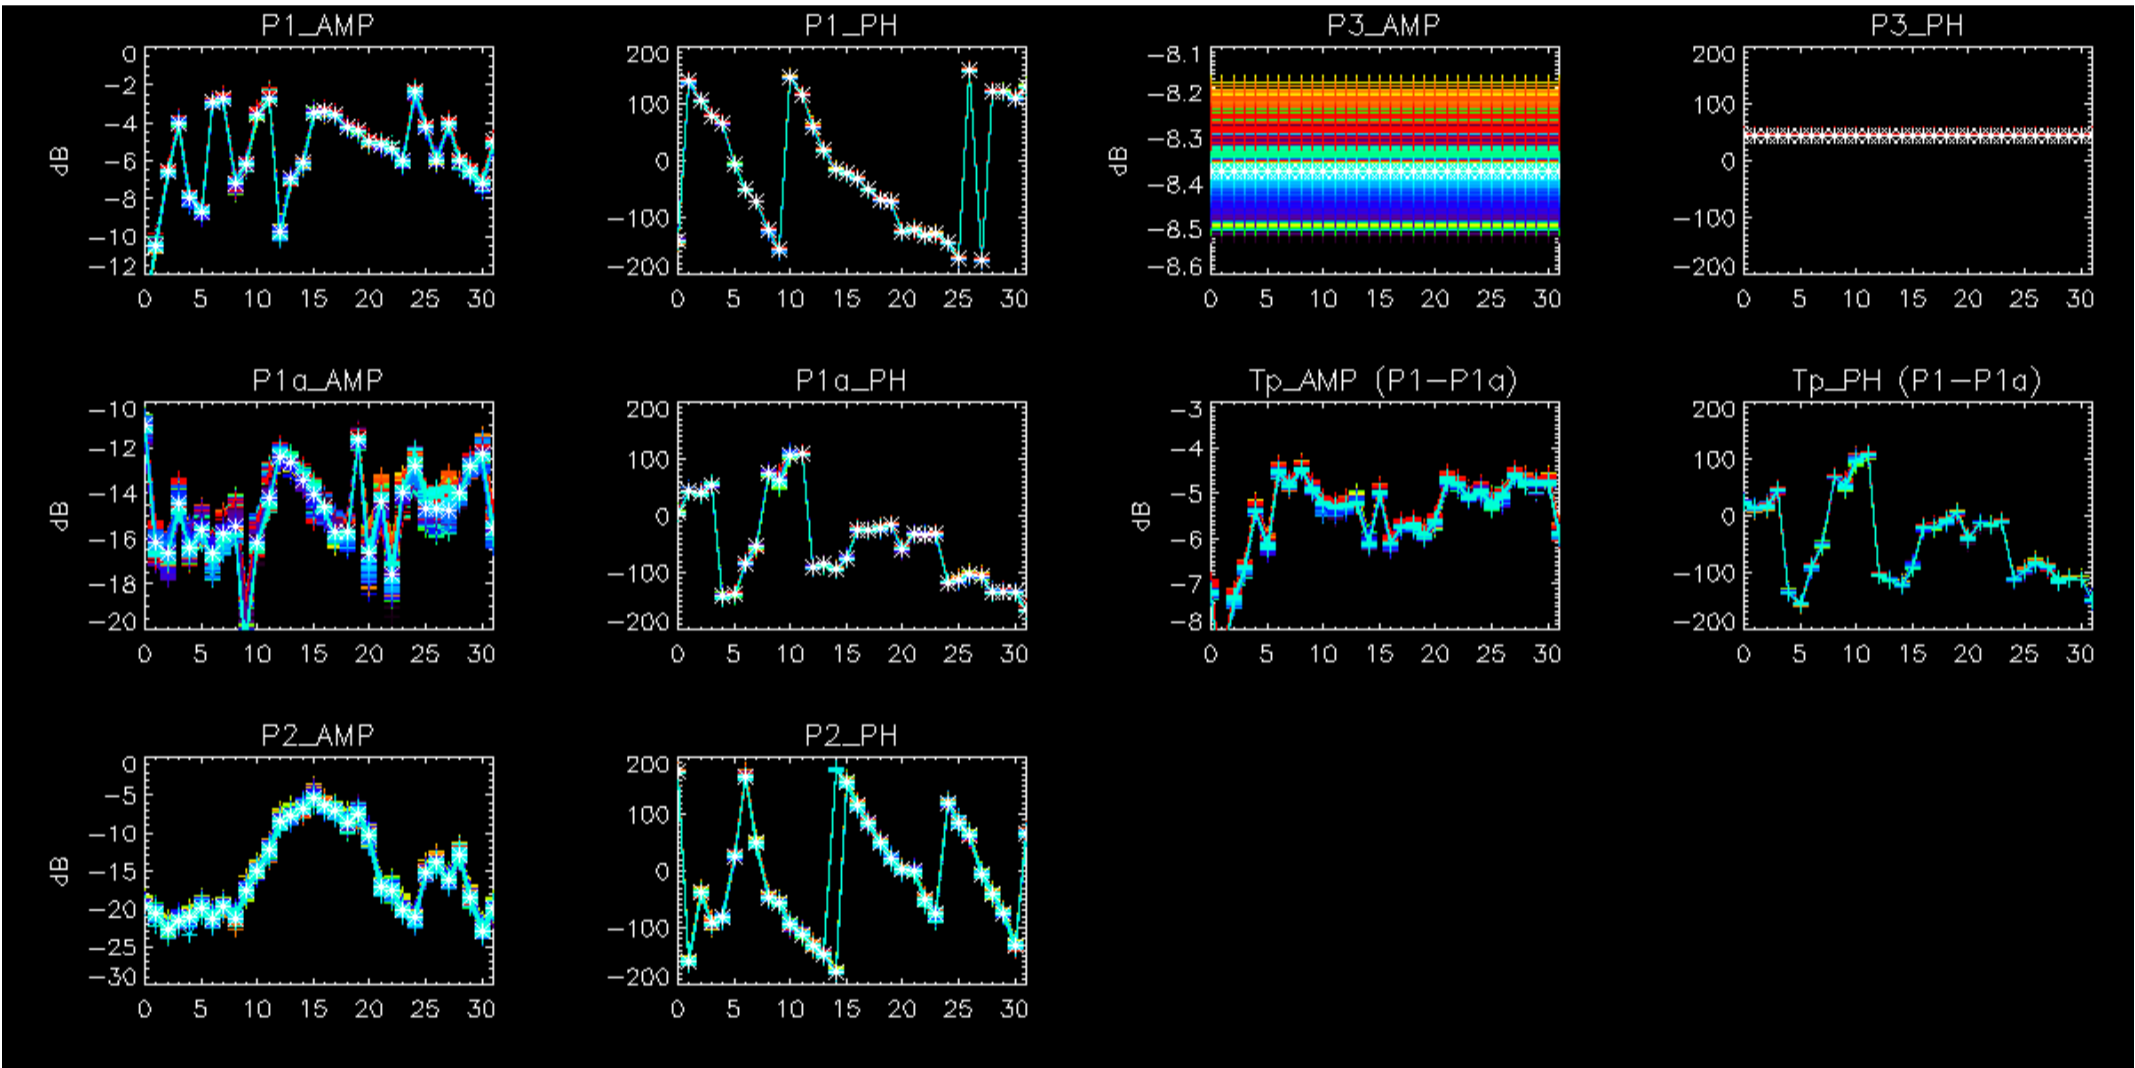 P1_AMP
P1_PH
P3_AMP
P3_PH
0
-2
-4
-6
-8
-10
-12
dB
0 5 10 15 20 25 30
200
100
0
-100
-200
0 5 10 15 20 25 30
-8.1
-8.2
-8.3
-8.4
-8.5
-8.6
dB
0 5 10 15 20 25 30
200
100
0
-100
-200
0 5 10 15 20 25 30
P1a_AMP
P1a_PH
Tp_AMP (P1-P1a)
Tp_PH (P1-P1a)
-10
-12
-14
-16
-18
-20
dB
0 5 10 15 20 25 30
200
100
0
-100
-200
0 5 10 15 20 25 30
-3
-4
-5
-6
-7
-8
dB
0 5 10 15 20 25 30
200
100
0
-100
-200
0 5 10 15 20 25 30
P2_AMP
P2_PH
0
-5
-10
-15
-20
-25
-30
dB
0 5 10 15 20 25 30
200
100
0
-100
-200
0 5 10 15 20 25 30